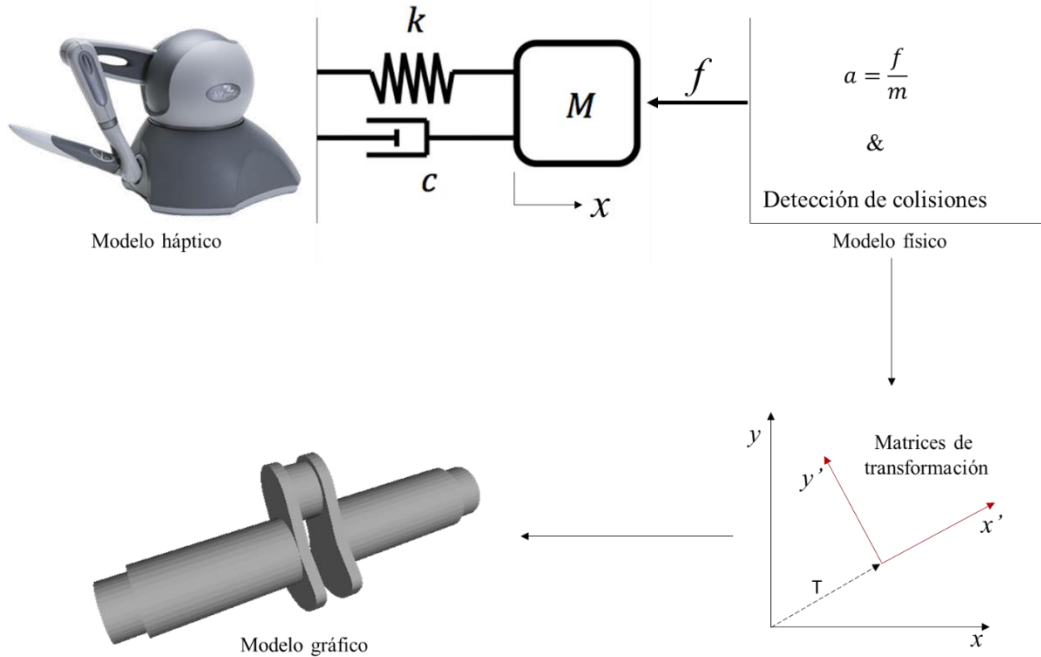 k
M
c
x
f
a = f/m
&
Detección de colisiones
Modelo háptico
Modelo físico
y
y’
Matrices de
transformación
x’
T
x
Modelo gráfico